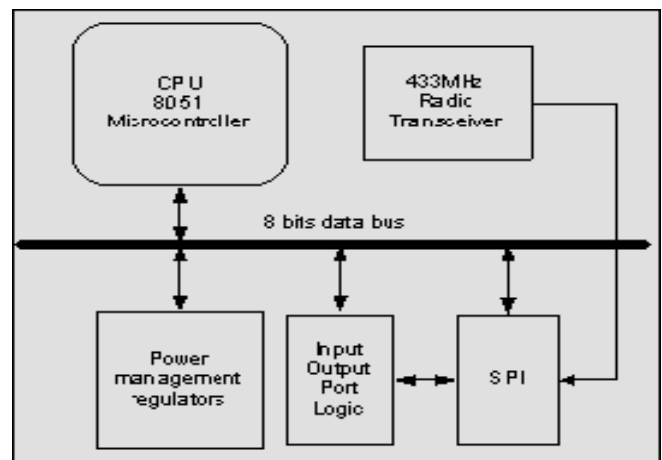 CPU
8051
Microcontroller
433MHz
Radio
Transceiver
8 bits data bus
Power
management
regulators
Input
Output
Port
Logic
SPI